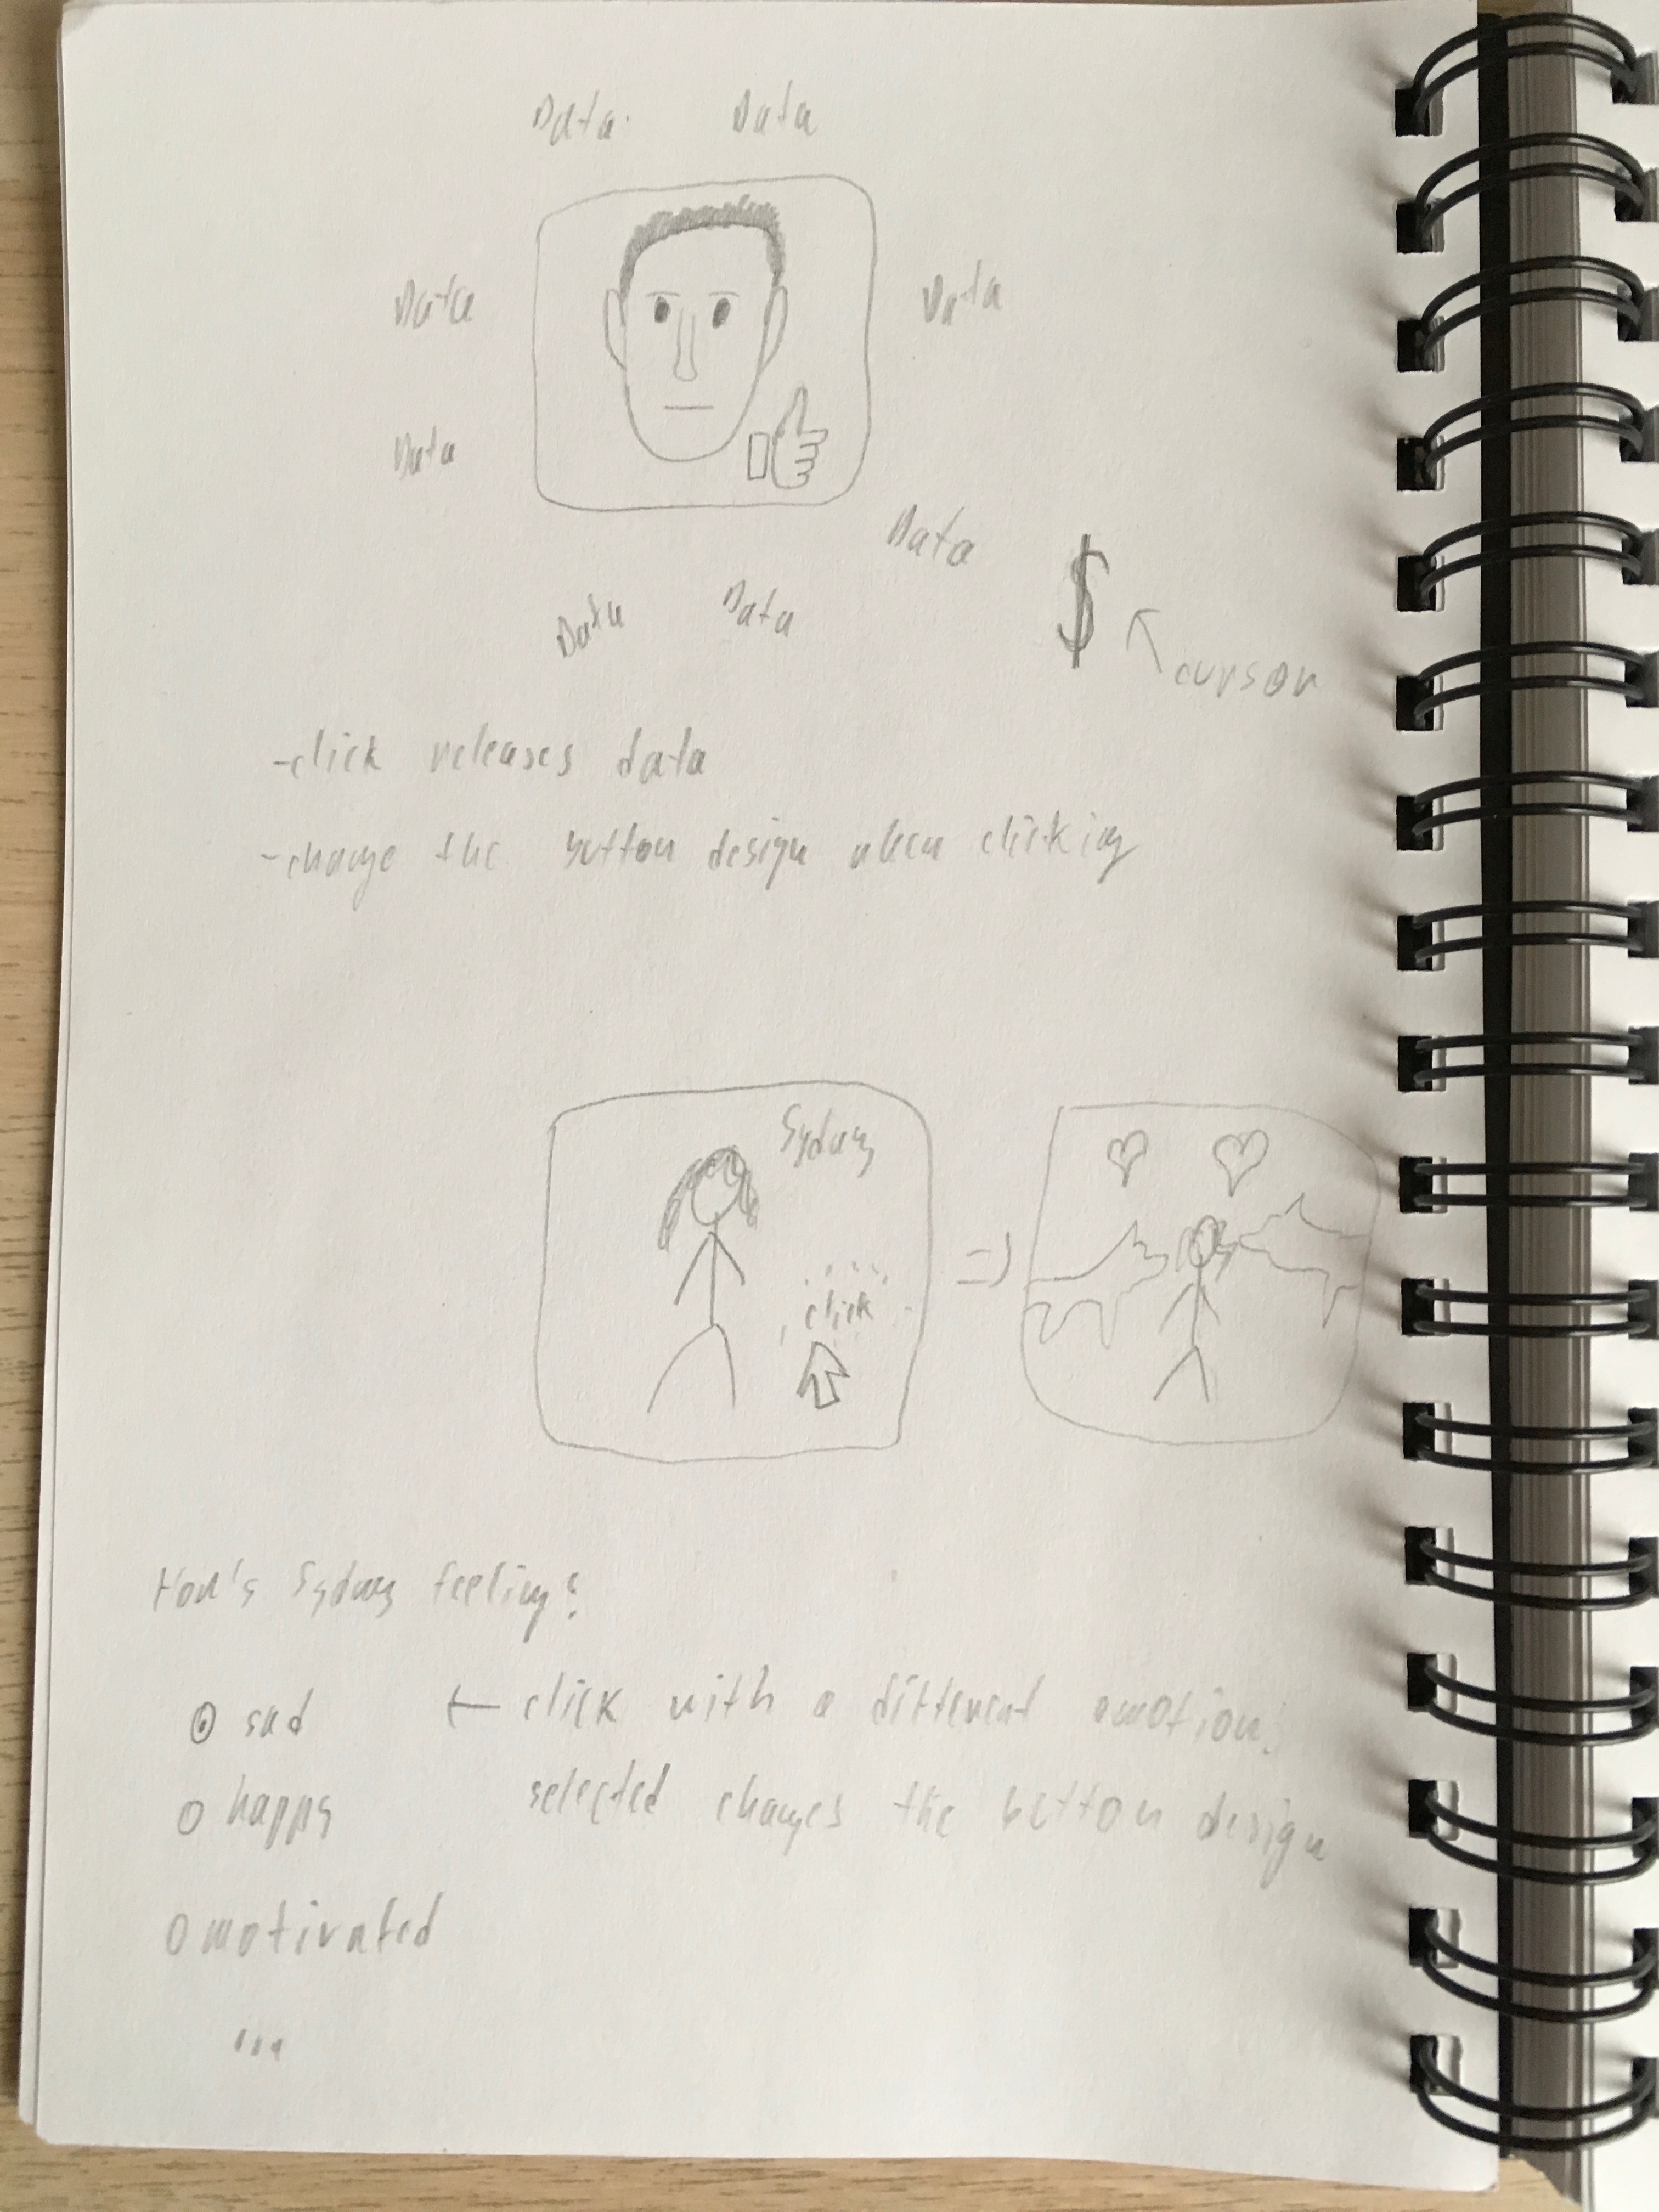 Data Data
Data Data
Data
Data
Data Data
$
cursor
-click releases data
-change the button design when clicking
Sydney
click
=>
How's Sydney feeling?
sad ← click with a different emotion
happy selected changes the button design
motivated
...